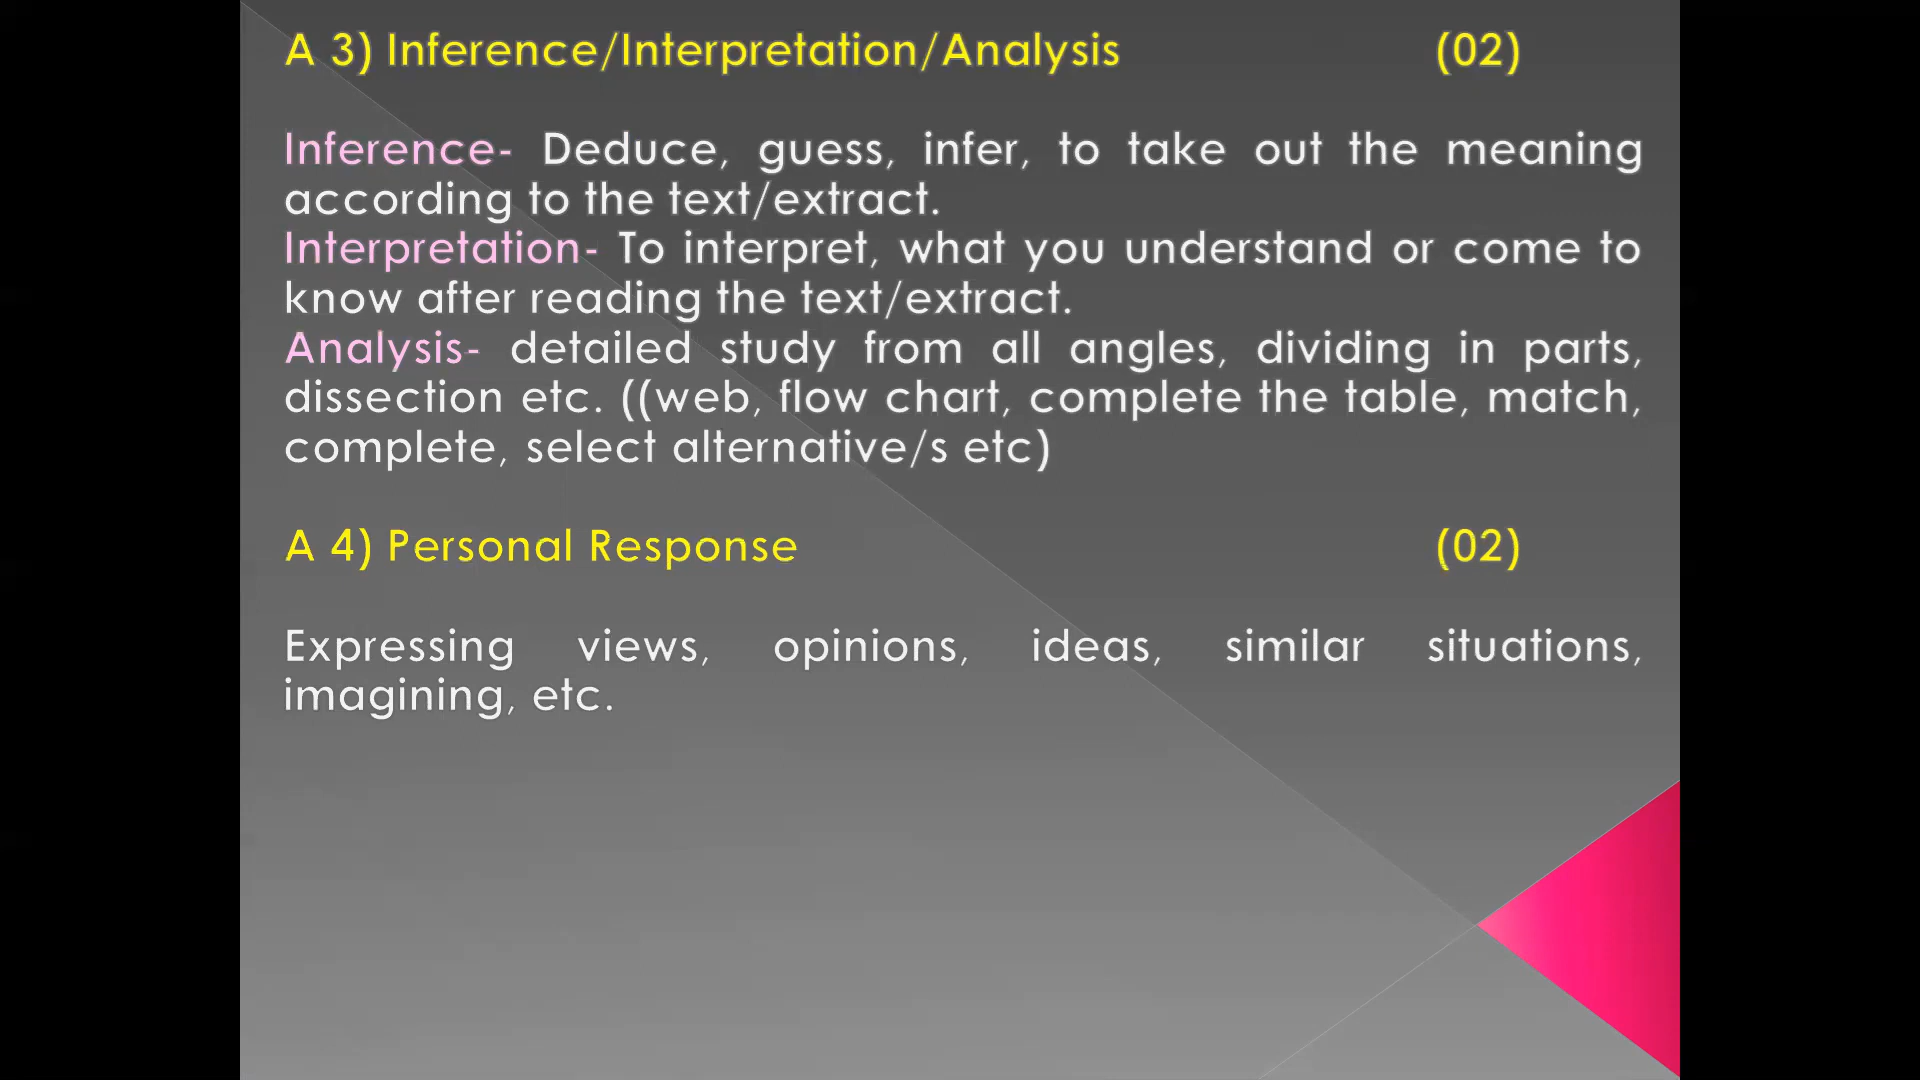 A 3) Inference/Interpretation/Analysis (02)
Inference- Deduce, guess, infer, to take out the meaning
according to the text/extract.
Interpretation- To interpret, what you understand or come to
know after reading the text/extract.
Analysis- detailed study from all angles, dividing in parts,
dissection etc. ((web, flow chart, complete the table, match,
complete, select alternative/s etc)
A 4) Personal Response (02)
Expressing views, opinions, ideas, similar situations,
imagining, etc.